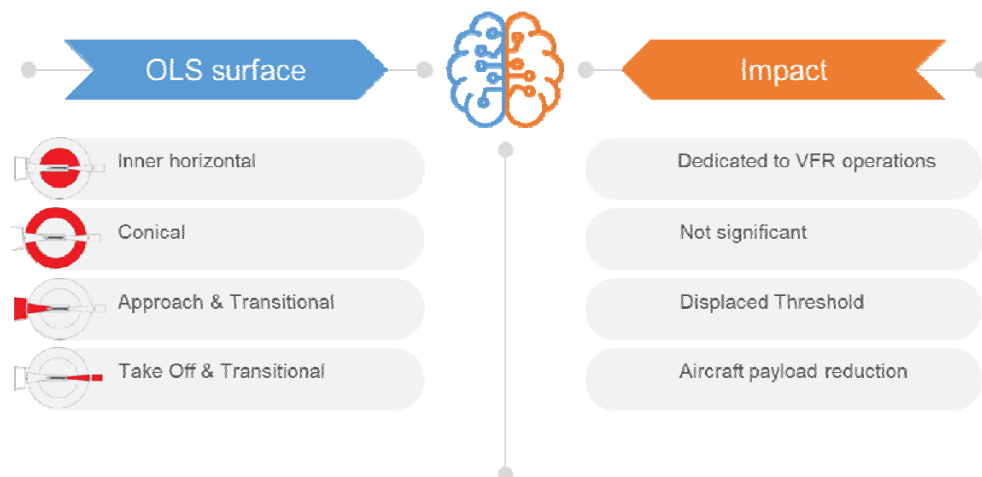 OLS surface
Impact
Inner horizontal
Dedicated to VFR operations
Conical
Not significant
Approach & Transitional
Displaced Threshold
Take Off & Transitional
Aircraft payload reduction